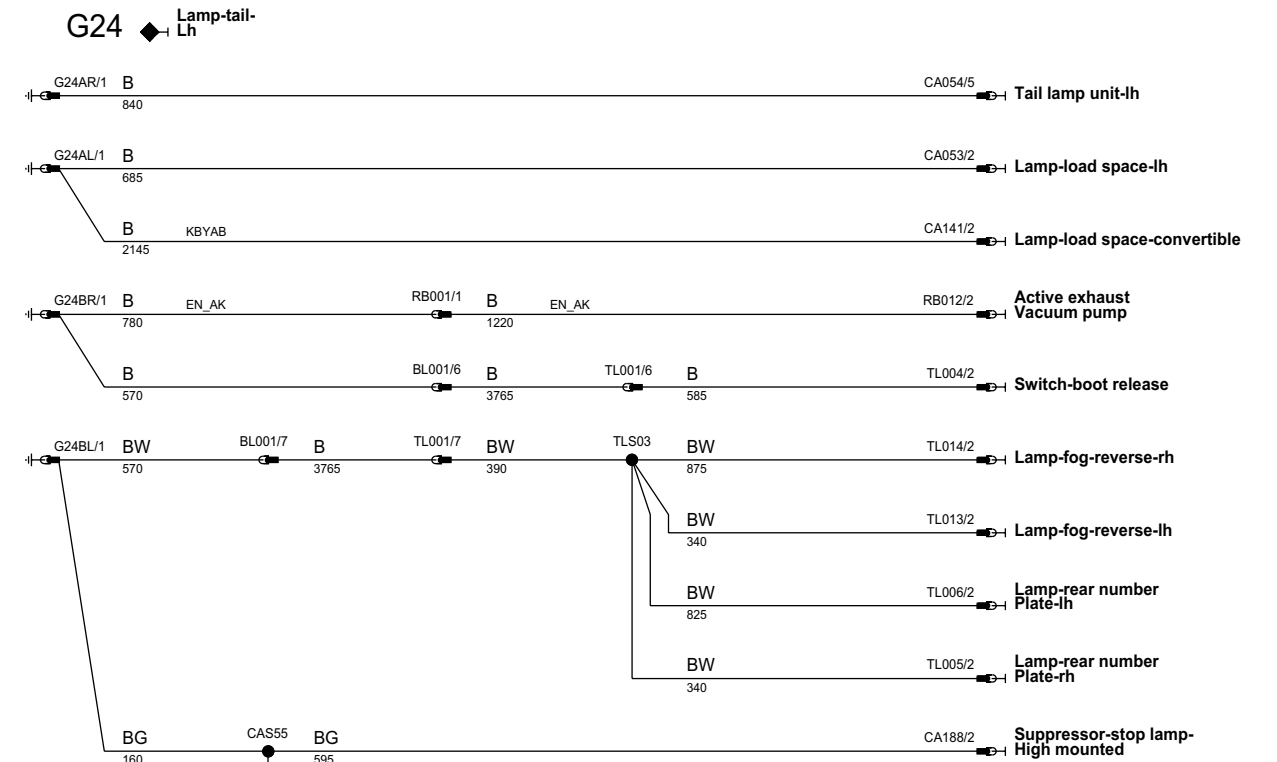 G24
Lamp-tail-
Lh
G24AR/1 B CA054/5
840
Tail lamp unit-lh
G24AL/1 B CA053/2
685
Lamp-load space-lh
B KBYAB CA141/2
2145
Lamp-load space-convertible
G24BR/1 B EN_AK RB001/1 B EN_AK RB012/2
780 1220
Active exhaust
Vacuum pump
B BL001/6 B TL001/6 B TL004/2
570 3765 585
Switch-boot release
G24BL/1 BW BL001/7 B TL001/7 BW TLS03 BW TL014/2
570 3765 390 875
Lamp-fog-reverse-rh
BW TL013/2
340
Lamp-fog-reverse-lh
BW TL006/2
825
Lamp-rear number
Plate-lh
BW TL005/2
340
Lamp-rear number
Plate-rh
BG CAS55 BG CA188/2
160 595
Suppressor-stop lamp-
High mounted